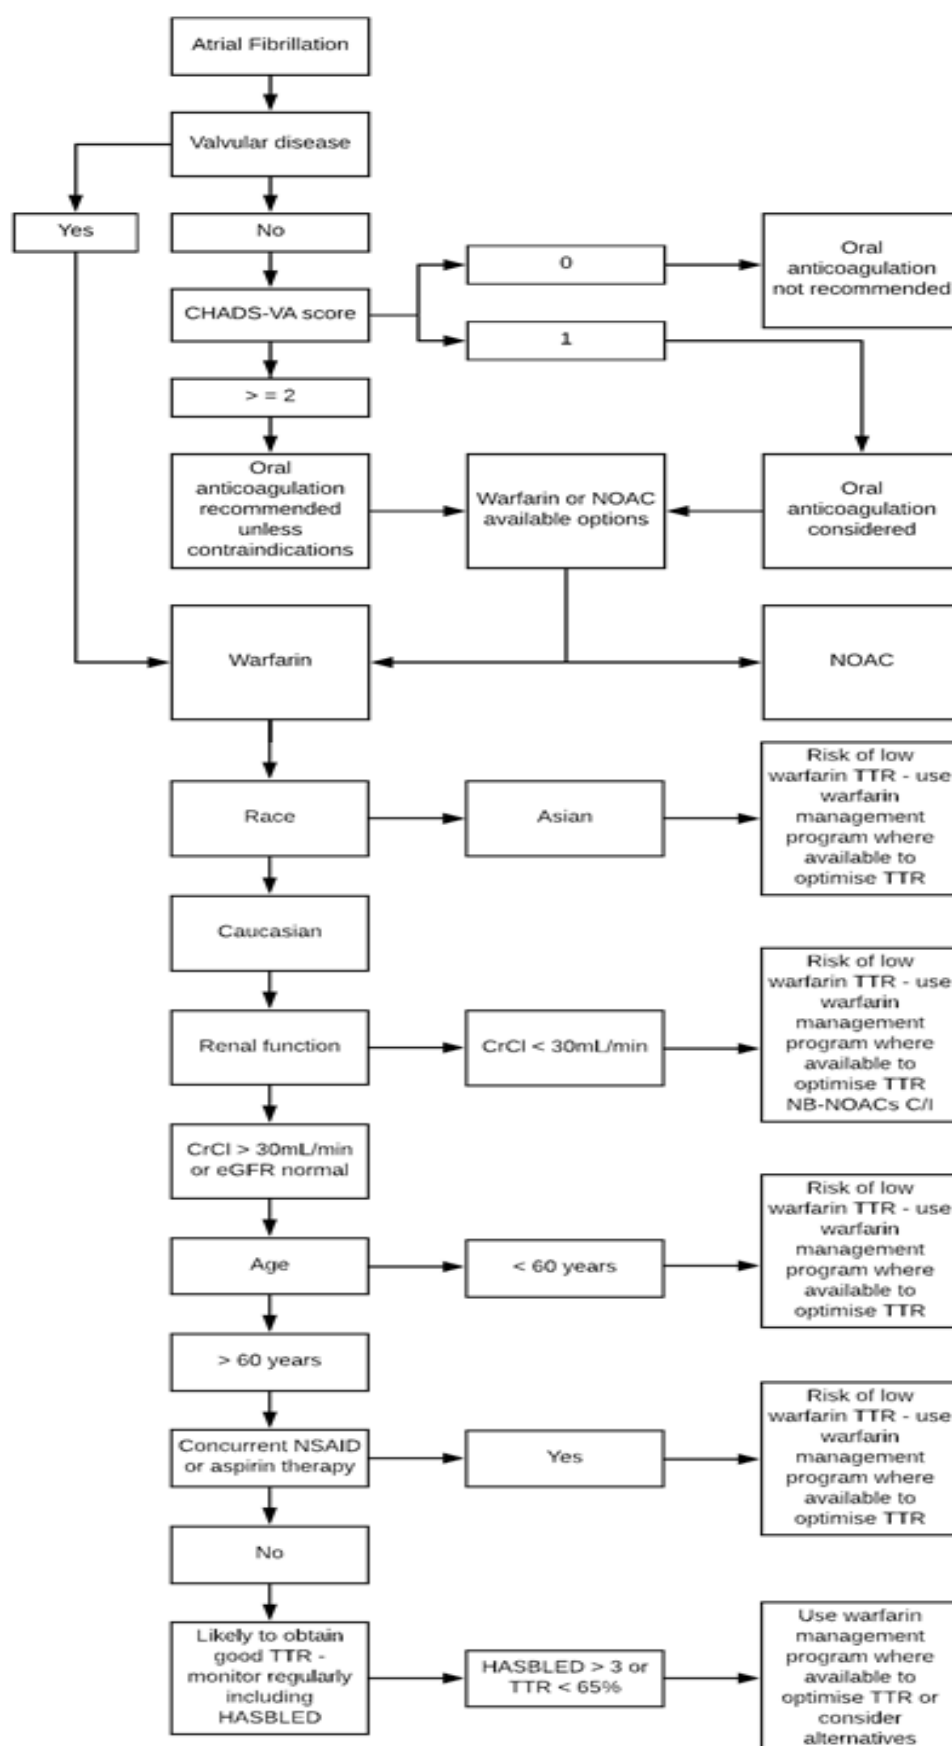 Atrial Fibrillation
Valvular disease
Yes
No
0
Oral
anticoagulation
not recommended
CHADS-VA score
1
> = 2
Oral
anticoagulation
recommended
unless
contraindications
Warfarin or NOAC
available options
Oral
anticoagulation
considered
Warfarin
NOAC
Race
Asian
Risk of low
warfarin TTR - use
warfarin
management
program where
available to
optimise TTR
Caucasian
Renal function
CrCl < 30mL/min
Risk of low
warfarin TTR - use
warfarin
management
program where
available to
optimise TTR
NB-NOACs C/I
CrCl > 30mL/min
or eGFR normal
Age
< 60 years
Risk of low
warfarin TTR - use
warfarin
management
program where
available to
optimise TTR
> 60 years
Concurrent NSAID
or aspirin therapy
Yes
Risk of low
warfarin TTR - use
warfarin
management
program where
available to
optimise TTR
No
Likely to obtain
good TTR -
monitor regularly
including
HASBLED
HASBLED > 3 or
TTR < 65%
Use warfarin
management
program where
available to
optimise TTR or
consider
alternatives